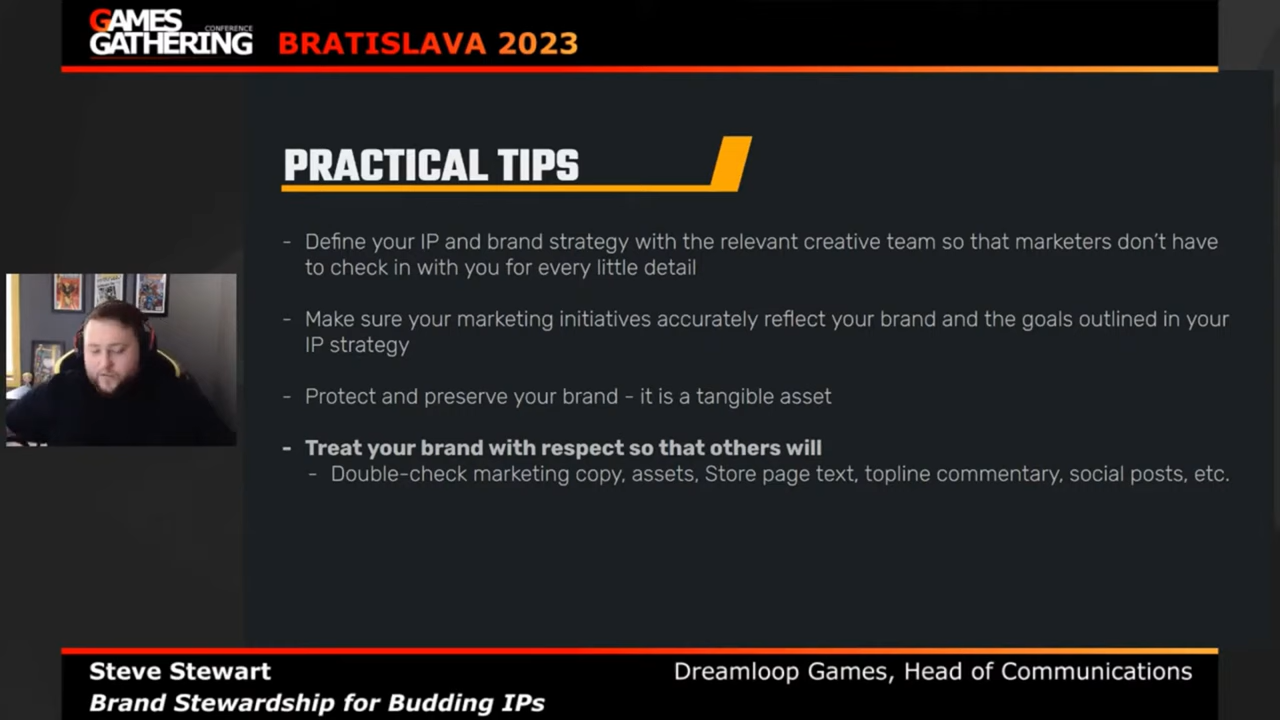 GAMES
CONFERENCE
GATHERING
BRATISLAVA 2023
PRACTICAL TIPS
- Define your IP and brand strategy with the relevant creative team so that marketers don't have
to check in with you for every little detail
- Make sure your marketing initiatives accurately reflect your brand and the goals outlined in your
IP strategy
- Protect and preserve your brand - it is a tangible asset
- Treat your brand with respect so that others will
- Double-check marketing copy, assets, Store page text, topline commentary, social posts, etc.
Steve Stewart
Dreamloop Games, Head of Communications
Brand Stewardship for Budding IPs